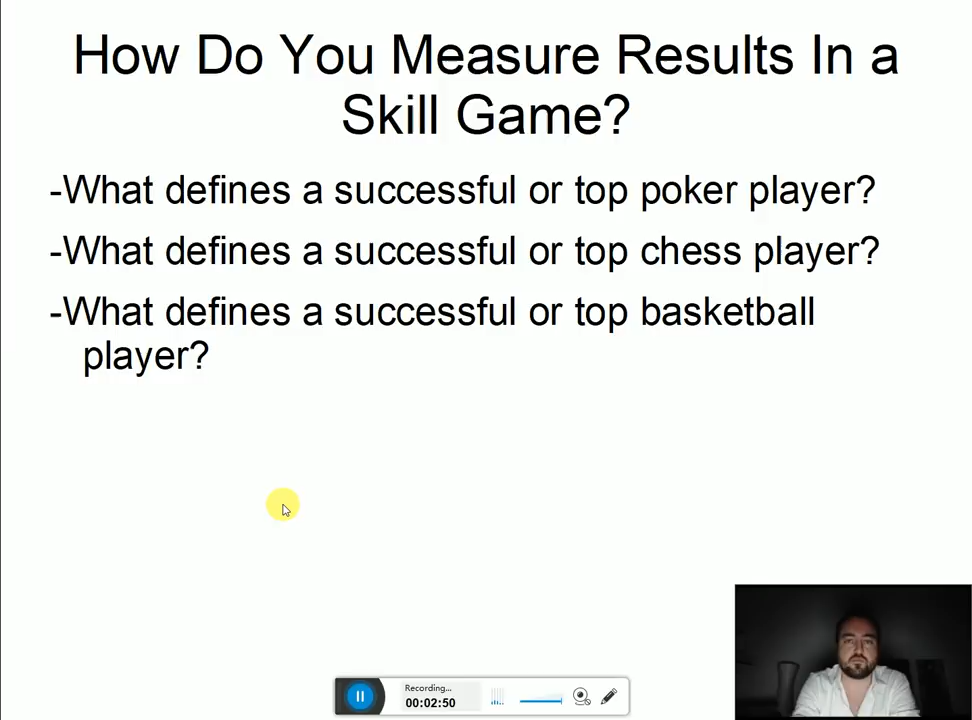 How Do You Measure Results In a
Skill Game?
-What defines a successful or top poker player?
-What defines a successful or top chess player?
-What defines a successful or top basketball
player?
Recording...
00:02:50